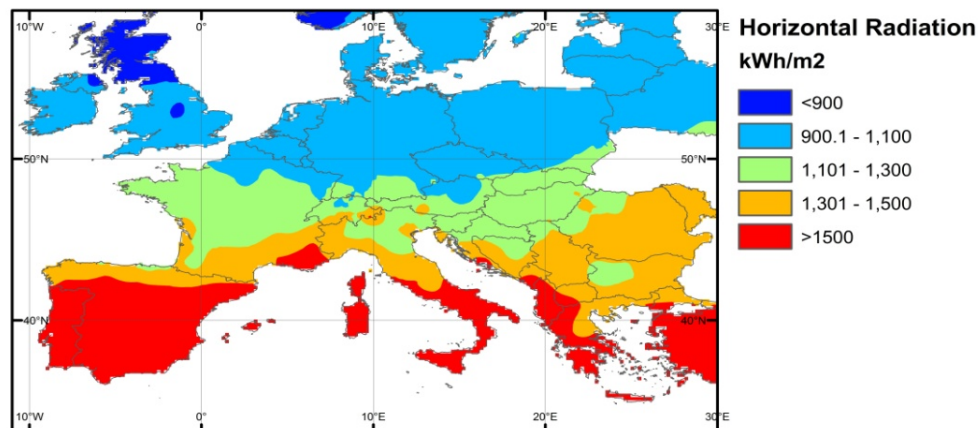 10°W 0° 10°E 20°E 30°E
Horizontal Radiation
kWh/m2
<900
900.1 - 1,100
50°N 50°N
1,101 - 1,300
1,301 - 1,500
>1500
40°N 40°N
10°W 0° 10°E 20°E 30°E